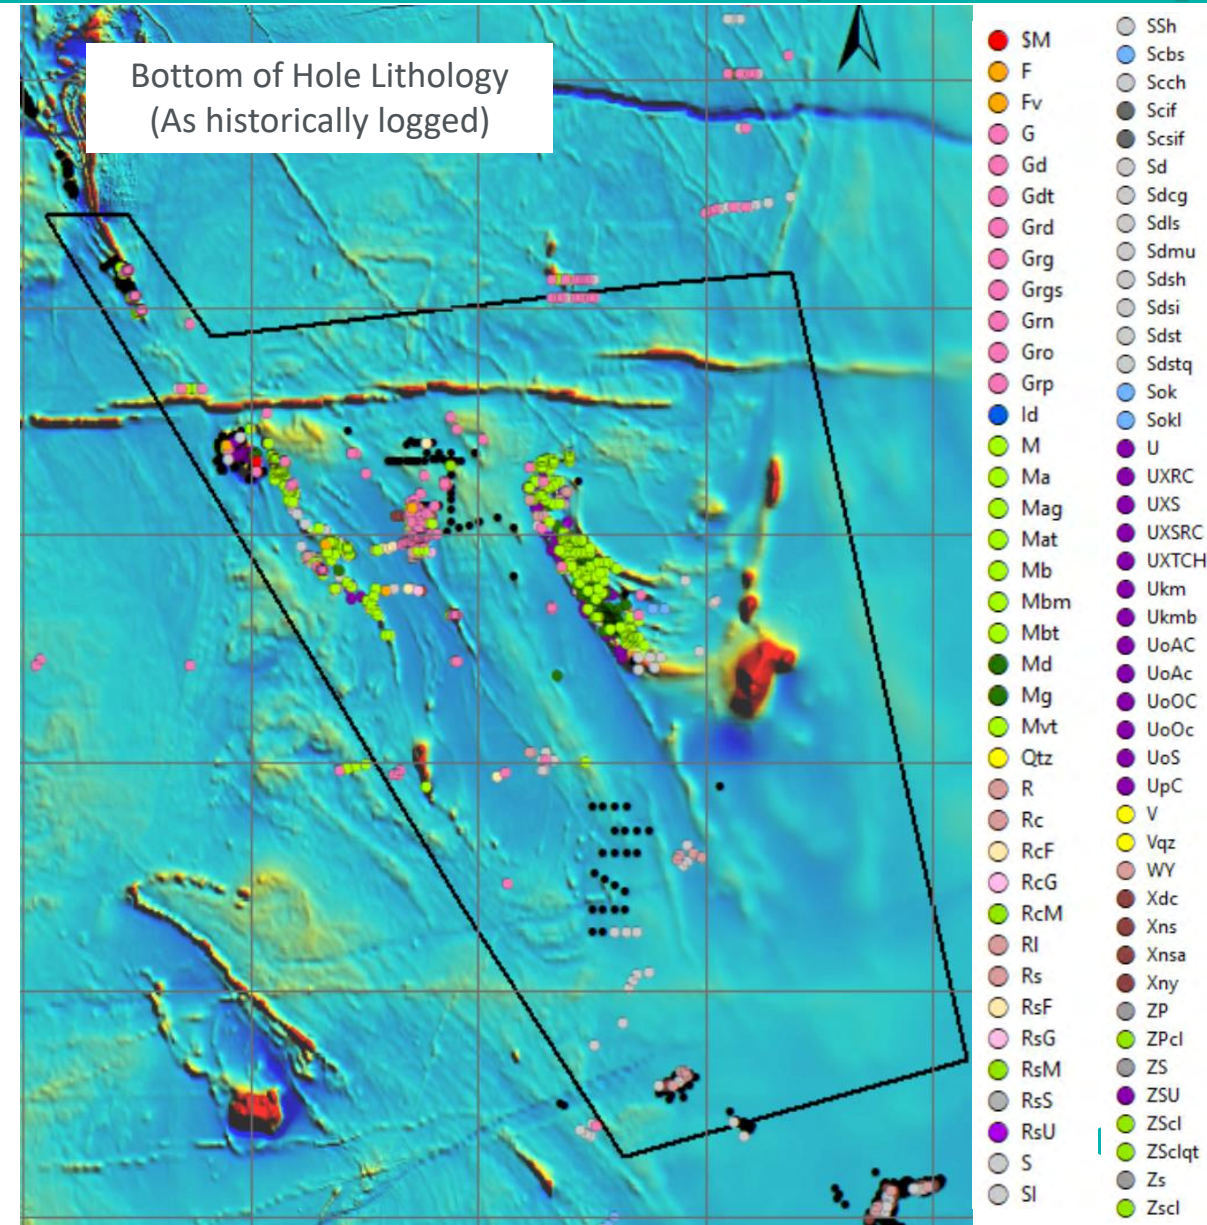 Bottom of Hole Lithology
(As historically logged)
$M
F
Fv
G
Gd
Gdt
Grd
Grg
Grgs
Grn
Gro
Grp
Id
M
Ma
Mag
Mat
Mb
Mbm
Mbt
Md
Mg
Mvt
Qtz
R
Rc
RcF
RcG
RcM
RI
Rs
RsF
RsG
RsM
RsS
RsU
S
SI
SSh
Scbs
Scch
Scif
Scsif
Sd
Sdcg
Sdls
Sdmu
Sdsh
Sdsi
Sdst
Sdstq
Sok
Sokl
U
UXRC
UXS
UXSRC
UXTCH
Ukm
Ukmb
UoAC
UoAc
UoOC
UoOc
UoS
UpC
V
Vqz
WY
Xdc
Xns
Xnsa
Xny
ZP
ZPcl
ZS
ZSU
ZScl
ZSclqt
Zs
Zscl